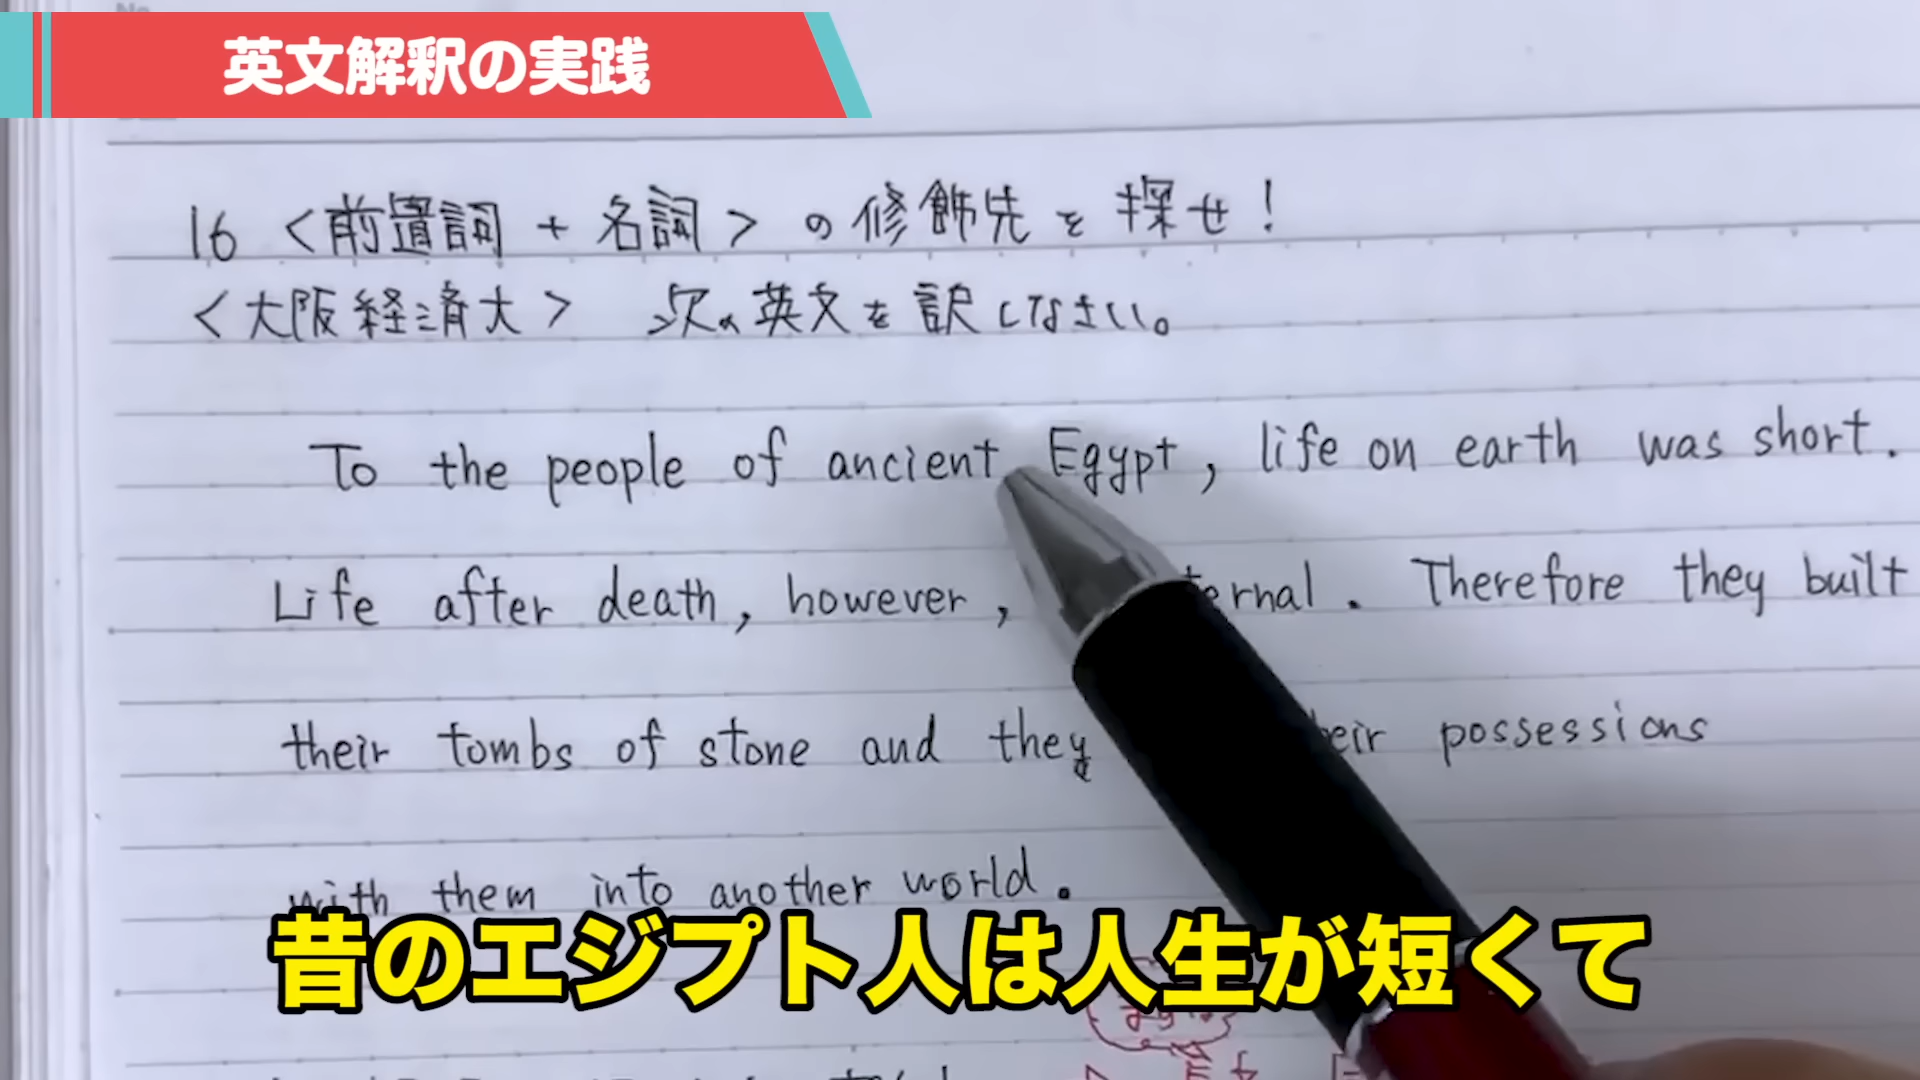 英文解釈の実践
16 <前置詞 + 名詞> の修飾先を探せ!
<大阪経済大> 次の英文を訳しなさい。
To the people of ancient Egypt, life on earth was short.
Life after death, however, ernal. Therefore they built
their tombs of stone and they eir possessions
with them into another world.
昔のエジプト人は人生が短くて